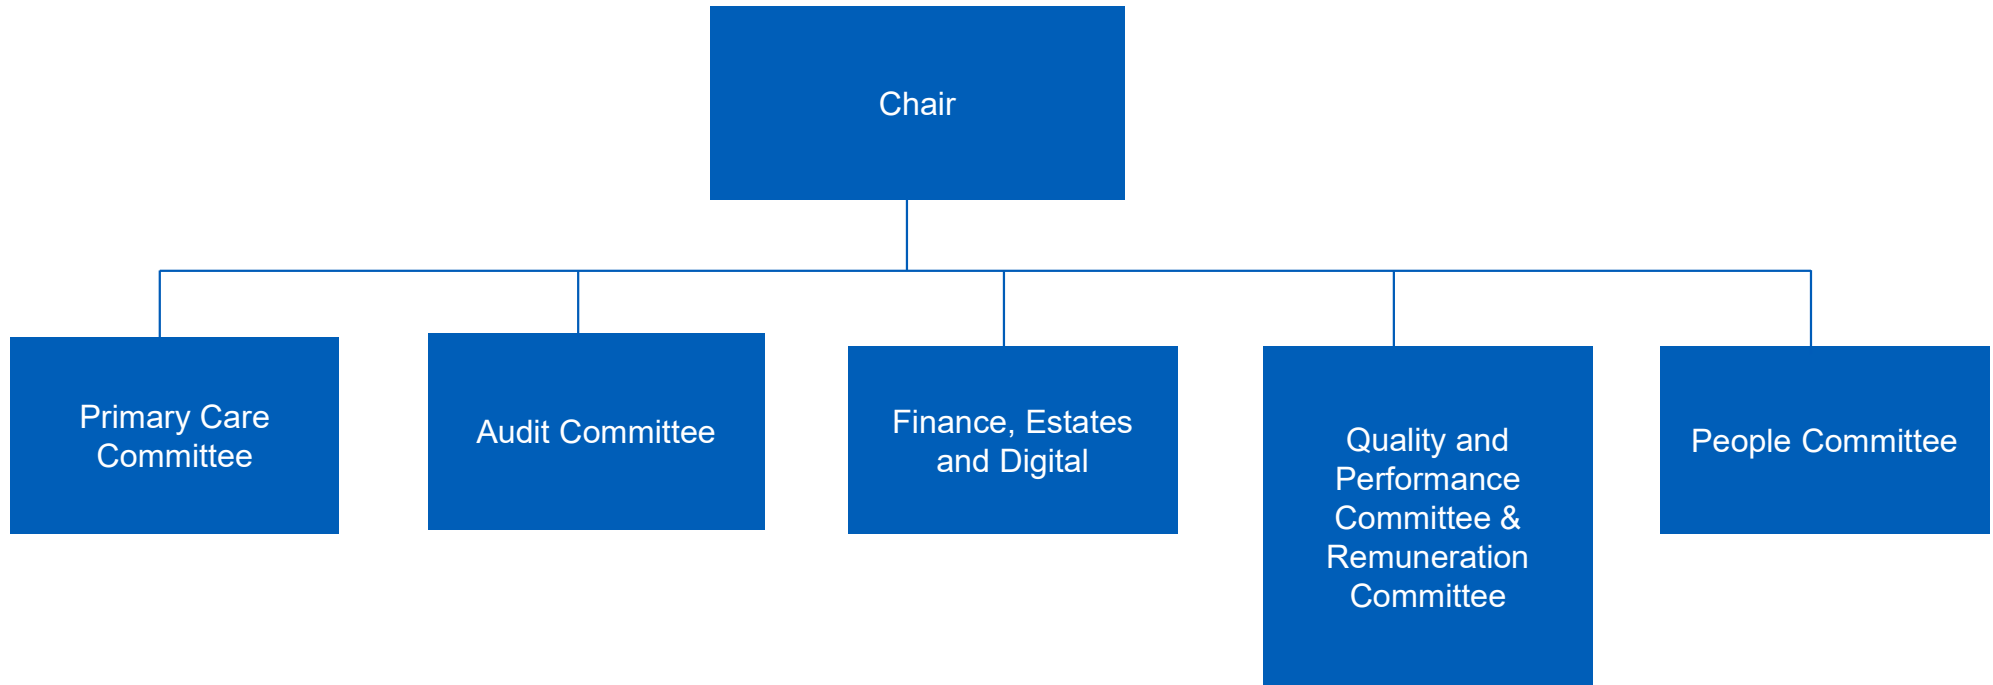 Chair
Primary Care
Committee
Audit Committee
Finance, Estates
and Digital
Quality and
Performance
Committee &
Remuneration
Committee
People Committee